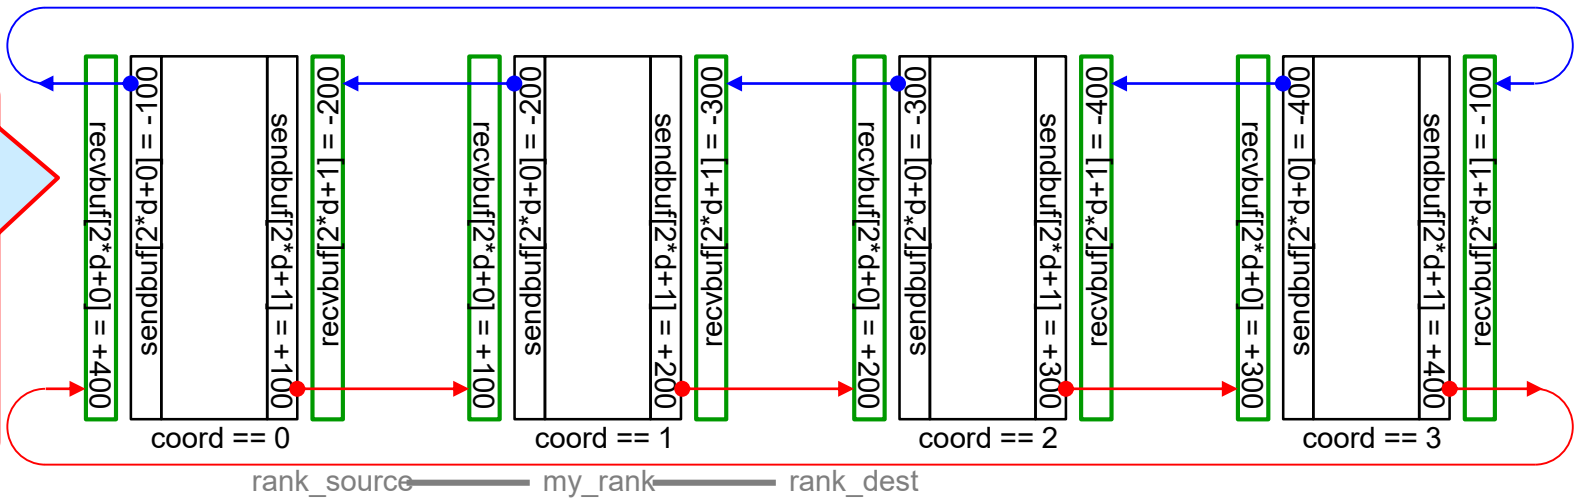 recvbuf[2*d+0] = +400
sendbuf[2*d+0] = -100
sendbuf[2*d+1] = +100
recvbuf[2*d+1] = -200
recvbuf[2*d+0] = +100
sendbuf[2*d+0] = -200
sendbuf[2*d+1] = +200
recvbuf[2*d+1] = -300
recvbuf[2*d+0] = +200
sendbuf[2*d+0] = -300
sendbuf[2*d+1] = +300
recvbuf[2*d+1] = -400
recvbuf[2*d+0] = +300
sendbuf[2*d+0] = -400
sendbuf[2*d+1] = +400
recvbuf[2*d+1] = -100
coord == 0
coord == 1
coord == 2
coord == 3
rank_source
my_rank
rank_dest